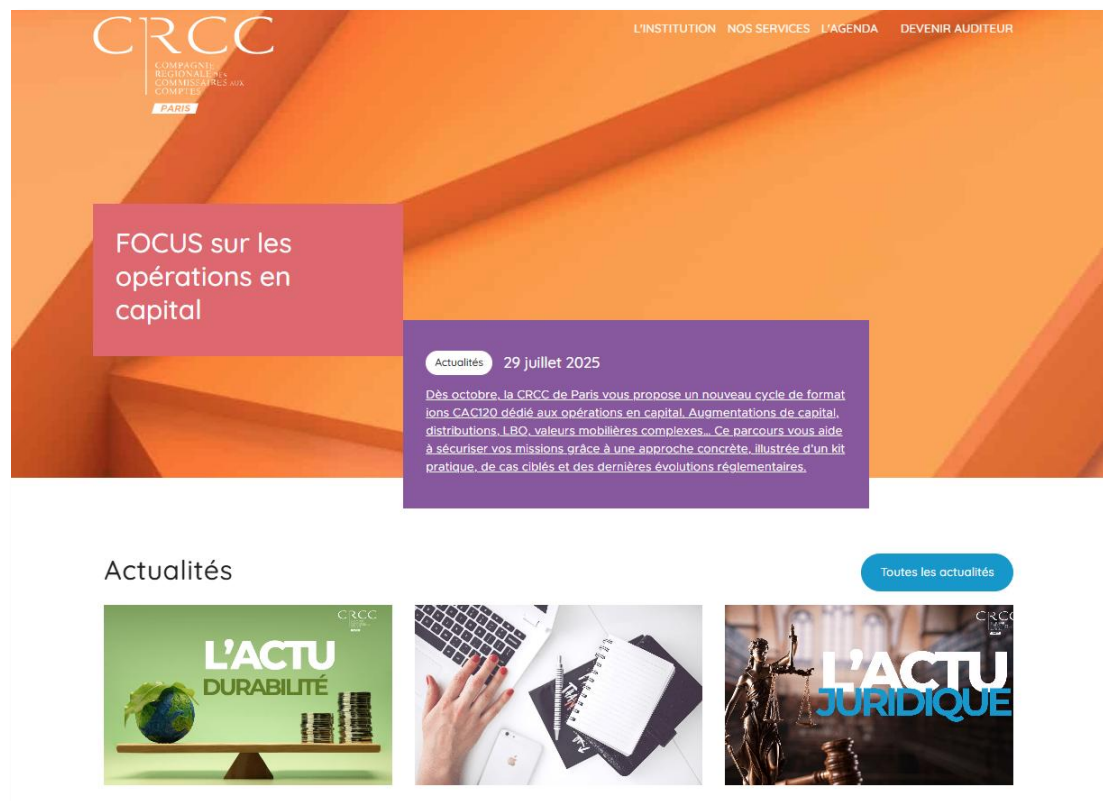 CRCC
COMPAGNIE
REGIONALE DES
COMMISSAIRES AUX
COMPTES
PARIS
L'INSTITUTION NOS SERVICES L'AGENDA DEVENIR AUDITEUR
FOCUS sur les
opérations en
capital
Actualités 29 juillet 2025
Dès octobre, la CRCC de Paris vous propose un nouveau cycle de format
ions CAC120 dédié aux opérations en capital. Augmentations de capital,
distributions, LBO, valeurs mobilières complexes... Ce parcours vous aide
à sécuriser vos missions grâce à une approche concrète, illustrée d'un kit
pratique, de cas ciblés et des dernières évolutions réglementaires.
Actualités
Toutes les actualités
CRCC
L'ACTU
DURABILITÉ
CRCC
L'ACTU
JURIDIQUE